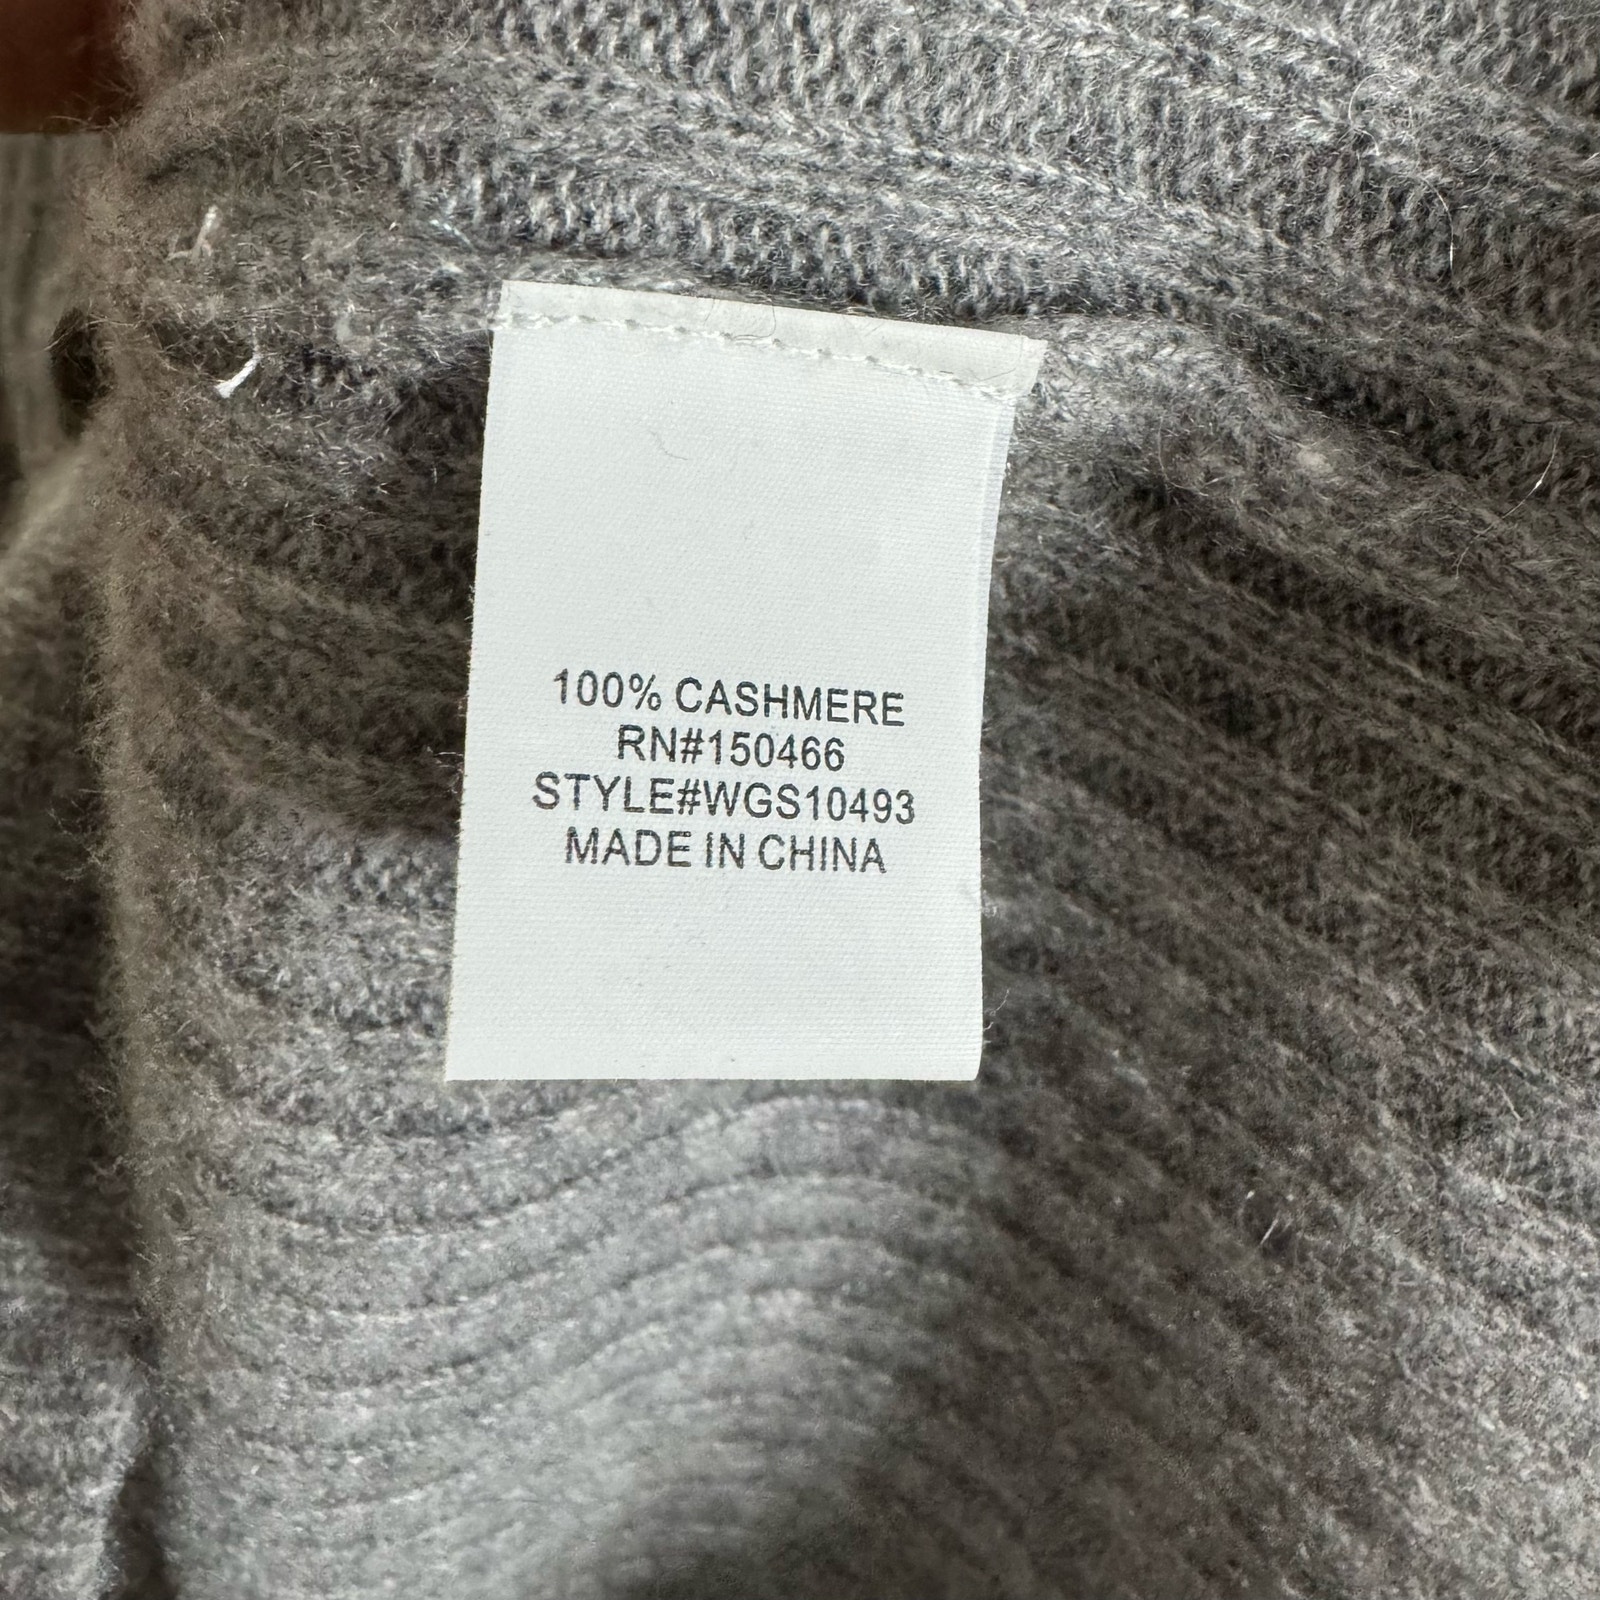 100% CASHMERE
RN#150466
STYLE#WGS10493
MADE IN CHINA